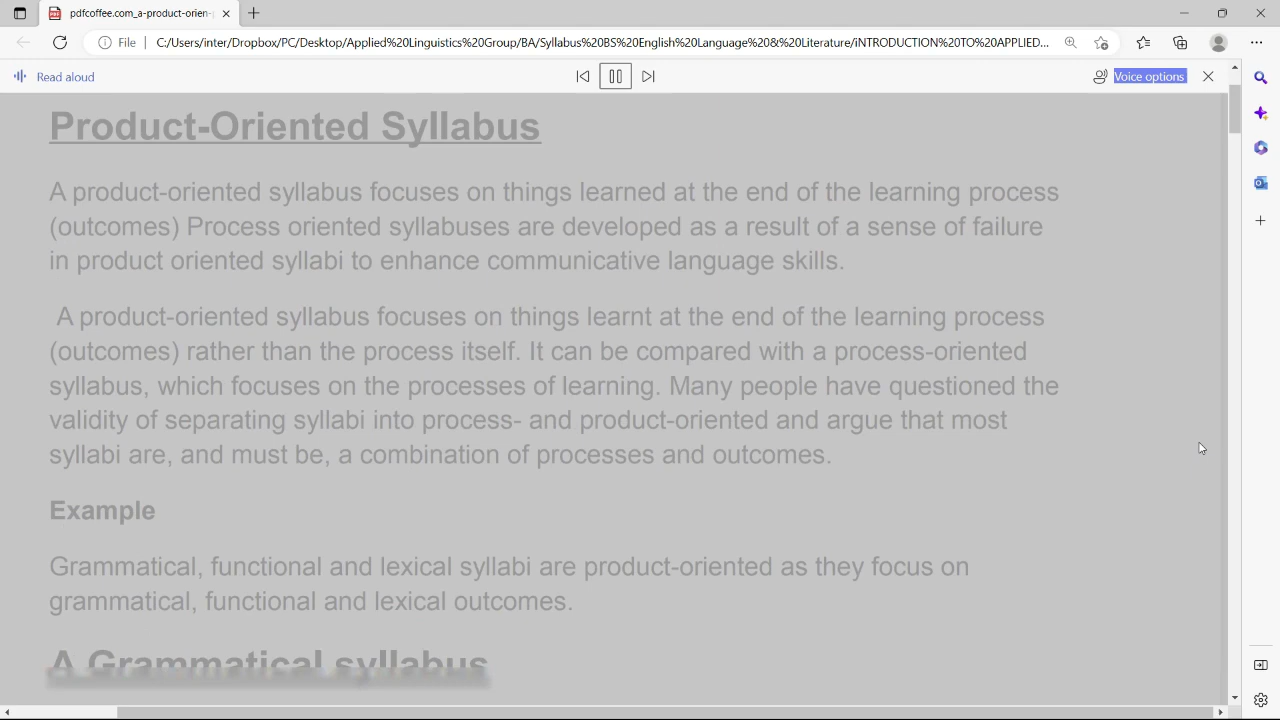 pdfcoffee.com_a-product-orien-
File
C:/Users/inter/Dropbox/PC/Desktop/Applied%20Linguistics%20Group/BA/Syllabus%20BS%20English%20Language%20&%20Literature/iNTRODUCTION%20TO%20APPLIED...
Read aloud
Voice options
Product-Oriented Syllabus
A product-oriented syllabus focuses on things learned at the end of the learning process
(outcomes) Process oriented syllabuses are developed as a result of a sense of failure
in product oriented syllabi to enhance communicative language skills.
A product-oriented syllabus focuses on things learnt at the end of the learning process
(outcomes) rather than the process itself. It can be compared with a process-oriented
syllabus, which focuses on the processes of learning. Many people have questioned the
validity of separating syllabi into process- and product-oriented and argue that most
syllabi are, and must be, a combination of processes and outcomes.
Example
Grammatical, functional and lexical syllabi are product-oriented as they focus on
grammatical, functional and lexical outcomes.
A Grammatical syllabus